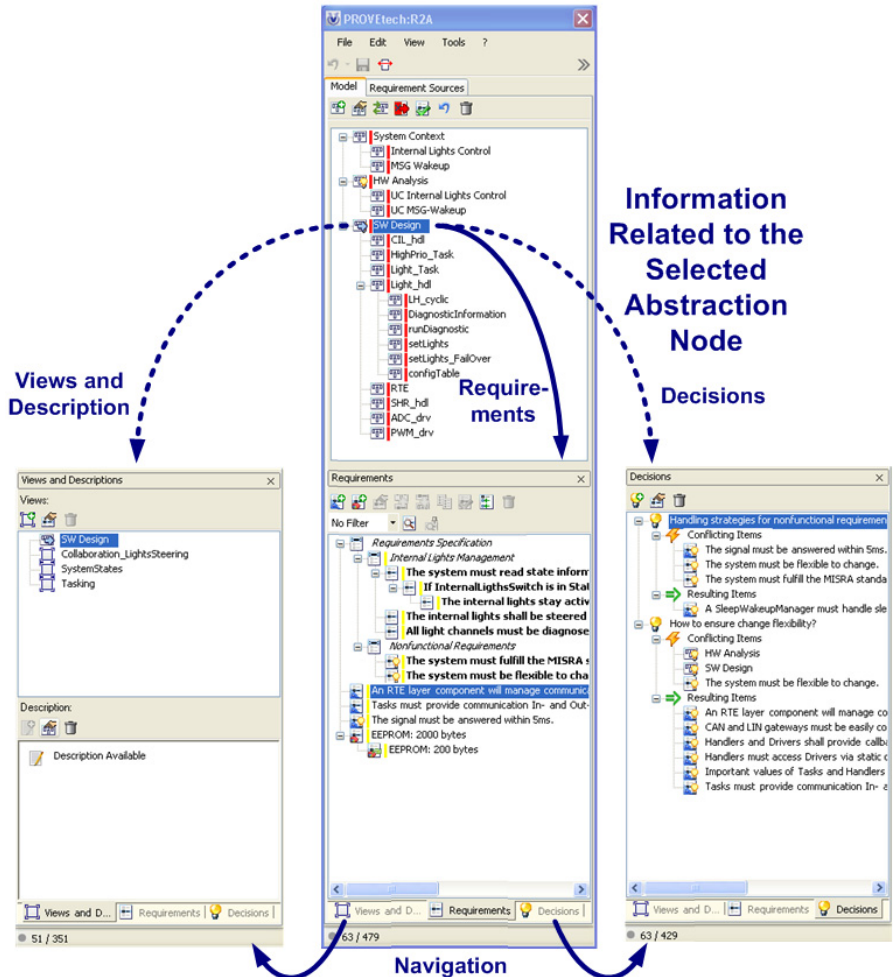 PROVEtech:R2A
File Edit View Tools ?
Model Requirement Sources
System Context
Internal Lights Control
MSG Wakeup
HW Analysis
UC Internal Lights Control
UC MSG-Wakeup
SW Design
CIL_hdl
HighPrio_Task
Light_Task
Light_hdl
LH_cyclic
DiagnosticInformation
runDiagnostic
setLights
setLights_FailOver
configTable
RTE
SHR_hdl
ADC_drv
PWM_drv
Information
Related to the
Selected
Abstraction
Node
Views and
Description
Require-
ments
Decisions
Views and Descriptions
Views:
SW Design
Collaboration_LightsSteering
SystemStates
Tasking
Description:
Description Available
Views and D... Requirements Decisions
51 / 351
Requirements
No Filter
Requirements Specification
Internal Lights Management
The system must read state inform
If InternalLigthsSwitch is in Stal
The internal lights stay activ
The internal lights shall be steered
All light channels must be diagnose
Nonfunctional Requirements
The system must fulfill the MISRA s
The system must be flexible to cha
An RTE layer component will manage communica
Tasks must provide communication In- and Out-
The signal must be answered within 5ms.
EEPROM: 2000 bytes
EEPROM: 200 bytes
Views and D... Requirements Decisions
63 / 479
Decisions
Handling strategies for nonfunctional requiremen
Conflicting Items
The signal must be answered within 5ms.
The system must be flexible to change.
The system must fulfill the MISRA standa
Resulting Items
A SleepWakeupManager must handle sle
How to ensure change flexibility?
Conflicting Items
HW Analysis
SW Design
The system must be flexible to change.
Resulting Items
An RTE layer component will manage co
CAN and LIN gateways must be easily co
Handlers and Drivers shall provide callba
Handlers must access Drivers via static c
Important values of Tasks and Handlers
Tasks must provide communication In- a
Views and D... Requirements Decisions
63 / 429
Navigation